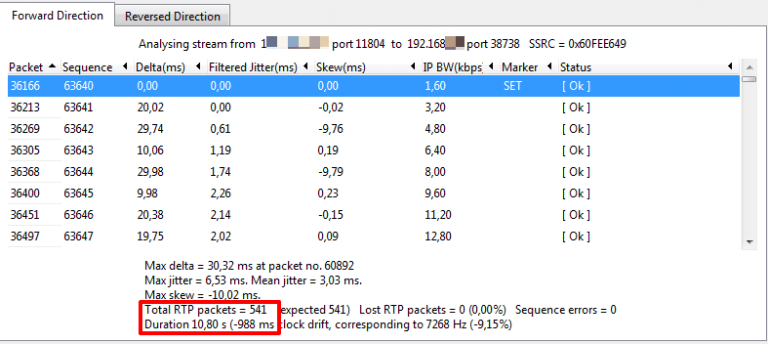 Forward Direction Reversed Direction
Analysing stream from 1 port 11804 to 192.168 port 38738 SSRC = 0x60FEE649
Packet Sequence Delta(ms) Filtered Jitter(ms) Skew(ms) IP BW(kbps) Marker Status
36166 63640 0,00 0,00 0,00 1,60 SET [ Ok ]
36213 63641 20,02 0,00 -0,02 3,20 [ Ok ]
36269 63642 29,74 0,61 -9,76 4,80 [ Ok ]
36305 63643 10,06 1,19 0,19 6,40 [ Ok ]
36368 63644 29,98 1,74 -9,79 8,00 [ Ok ]
36400 63645 9,98 2,26 0,23 9,60 [ Ok ]
36451 63646 20,38 2,14 -0,15 11,20 [ Ok ]
36497 63647 19,75 2,02 0,09 12,80 [ Ok ]
Max delta = 30,32 ms at packet no. 60892
Max jitter = 6,53 ms. Mean jitter = 3,03 ms.
Max skew = -10,02 ms.
Total RTP packets = 541 (expected 541) Lost RTP packets = 0 (0,00%) Sequence errors = 0
Duration 10,80 s (-988 ms clock drift, corresponding to 7268 Hz (-9,15%)